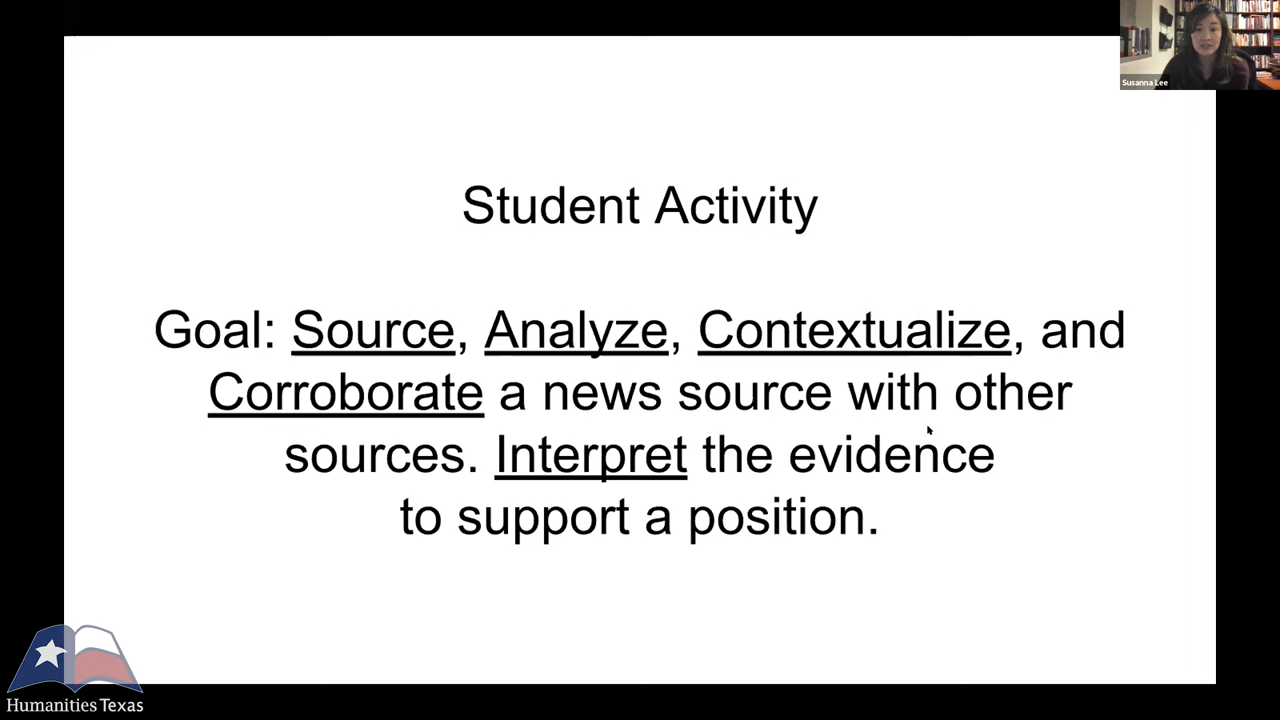 Susanna Lee
Student Activity
Goal: Source, Analyze, Contextualize, and
Corroborate a news source with other
sources. Interpret the evidence
to support a position.
Humanities Texas